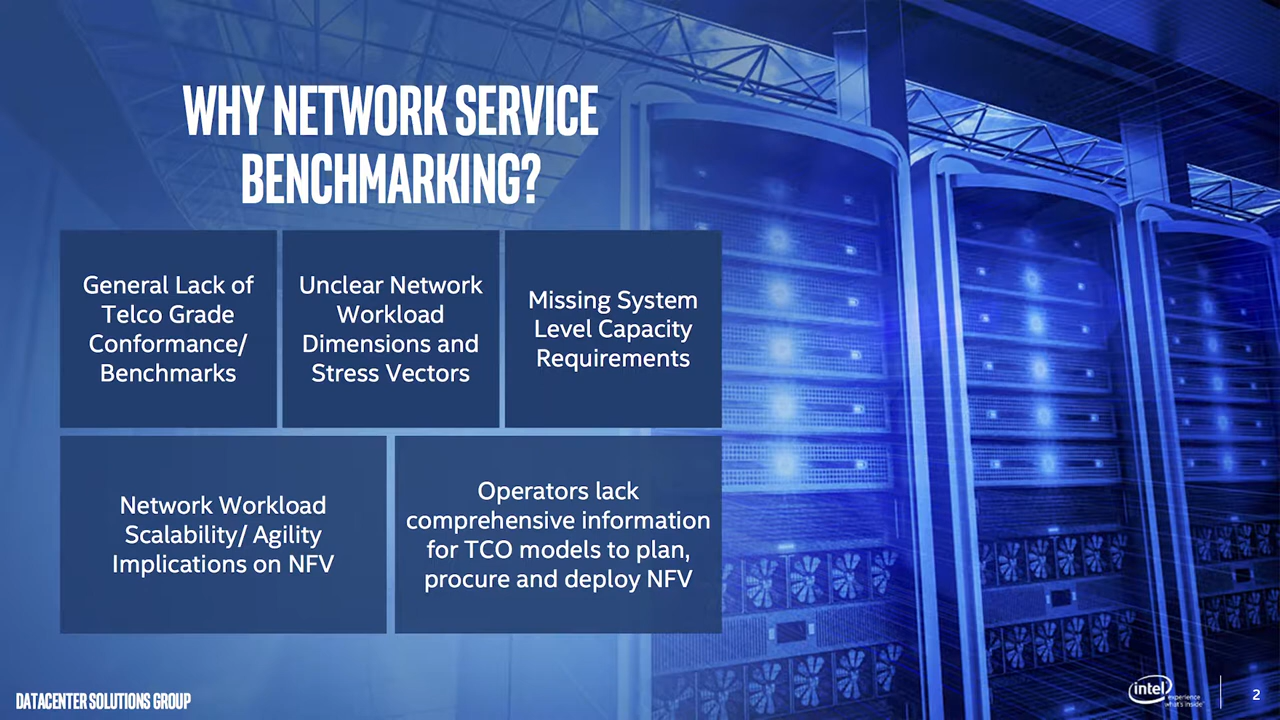 WHY NETWORK SERVICE
BENCHMARKING?
General Lack of
Telco Grade
Conformance/
Benchmarks
Unclear Network
Workload
Dimensions and
Stress Vectors
Missing System
Level Capacity
Requirements
Network Workload
Scalability/ Agility
Implications on NFV
Operators lack
comprehensive information
for TCO models to plan,
procure and deploy NFV
DATACENTER SOLUTIONS GROUP
intel
experience
what's inside™
2